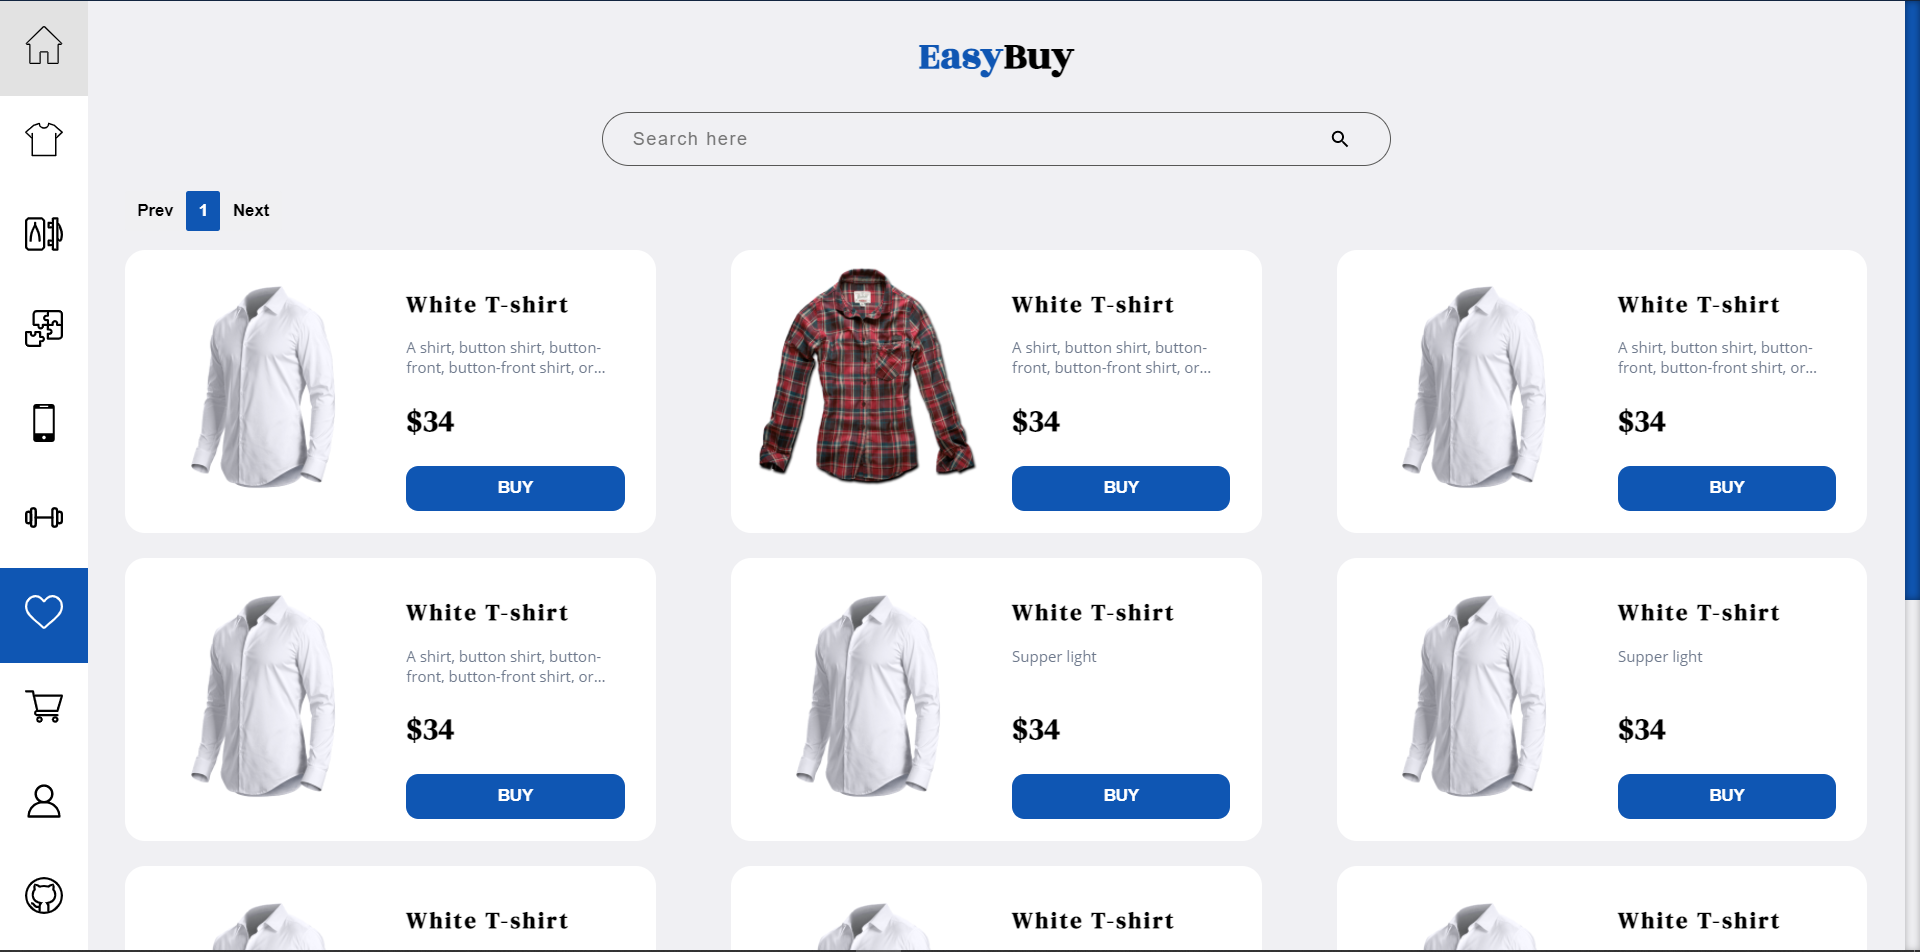 EasyBuy
Search here
Prev 1 Next
White T-shirt
A shirt, button shirt, button-
front, button-front shirt, or...
$34
BUY
White T-shirt
A shirt, button shirt, button-
front, button-front shirt, or...
$34
BUY
White T-shirt
A shirt, button shirt, button-
front, button-front shirt, or...
$34
BUY
White T-shirt
A shirt, button shirt, button-
front, button-front shirt, or...
$34
BUY
White T-shirt
Supper light
$34
BUY
White T-shirt
Supper light
$34
BUY
White T-shirt
White T-shirt
White T-shirt